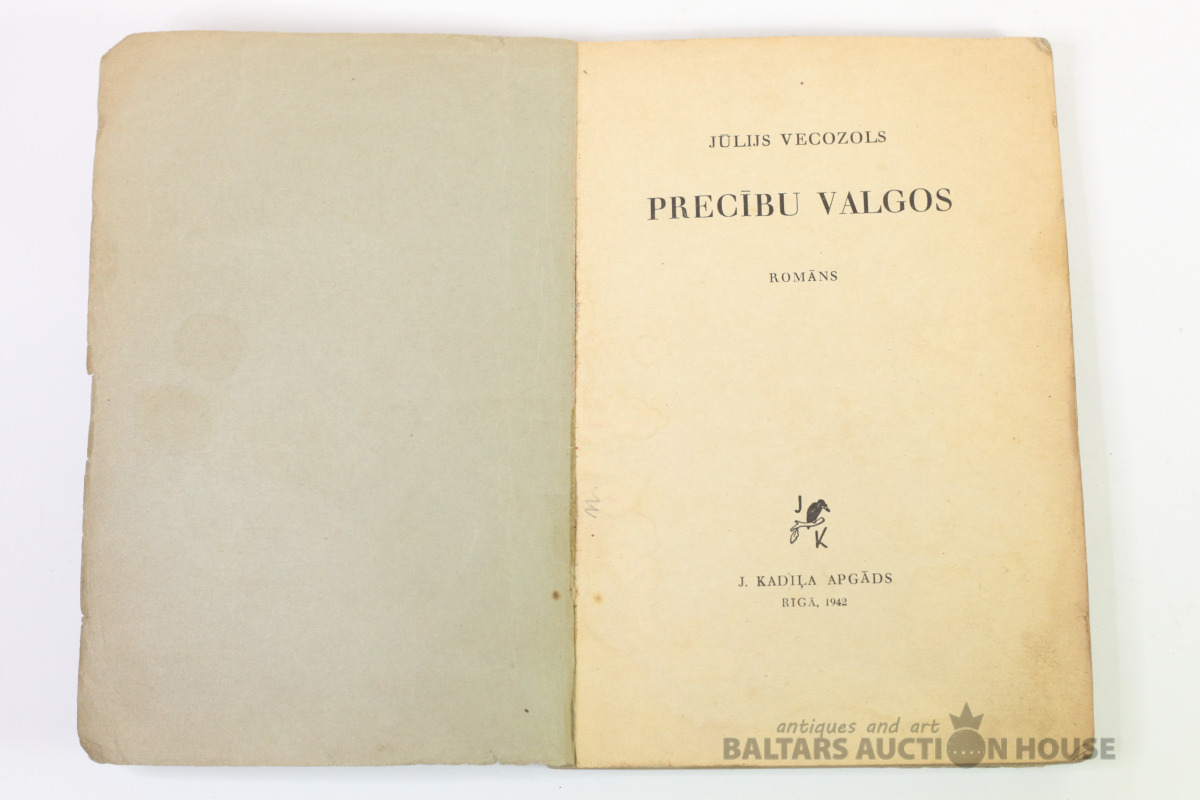 JŪLIJS VECOZOLS
PRECĪBU VALGOS
ROMĀNS
J
K
J. KADIĻA APGĀDS
RĪGĀ, 1942
antiques and art
BALTARS AUCTION HOUSE